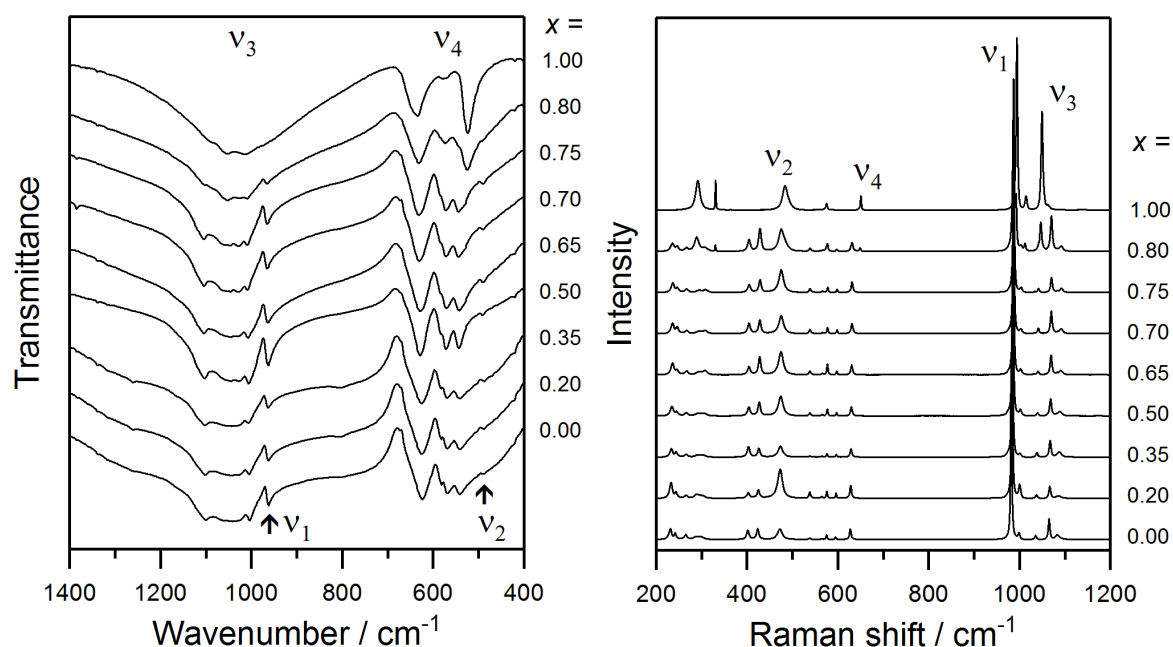 x =
ν3
ν4
1.00
0.80
0.75
0.70
0.65
0.50
0.35
0.20
0.00
ν1
ν2
Transmittance
1400 1200 1000 800 600 400
Wavenumber / cm-1
ν1
ν3
x =
ν2
ν4
1.00
0.80
0.75
0.70
0.65
0.50
0.35
0.20
0.00
Intensity
200 400 600 800 1000 1200
Raman shift / cm-1